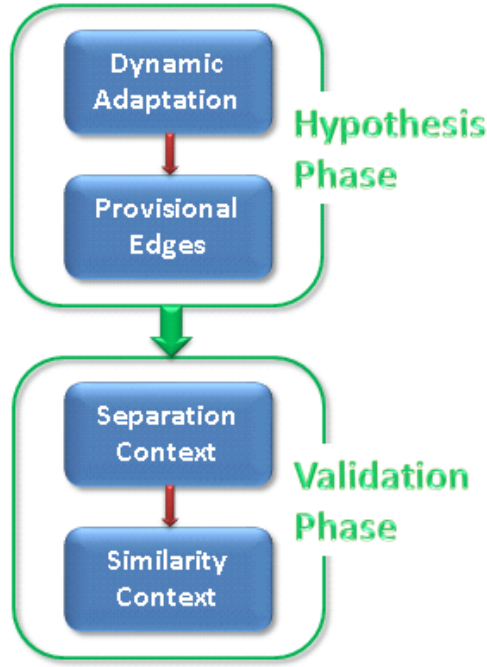 Dynamic
Adaptation
Hypothesis
Phase
Provisional
Edges
Separation
Context
Validation
Phase
Similarity
Context